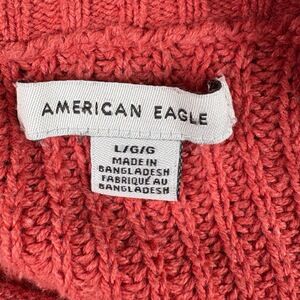 AMERICAN EAGLE
L/G/G
MADE IN
BANGLADESH
FABRIQUÉ AU
BANGLADESH